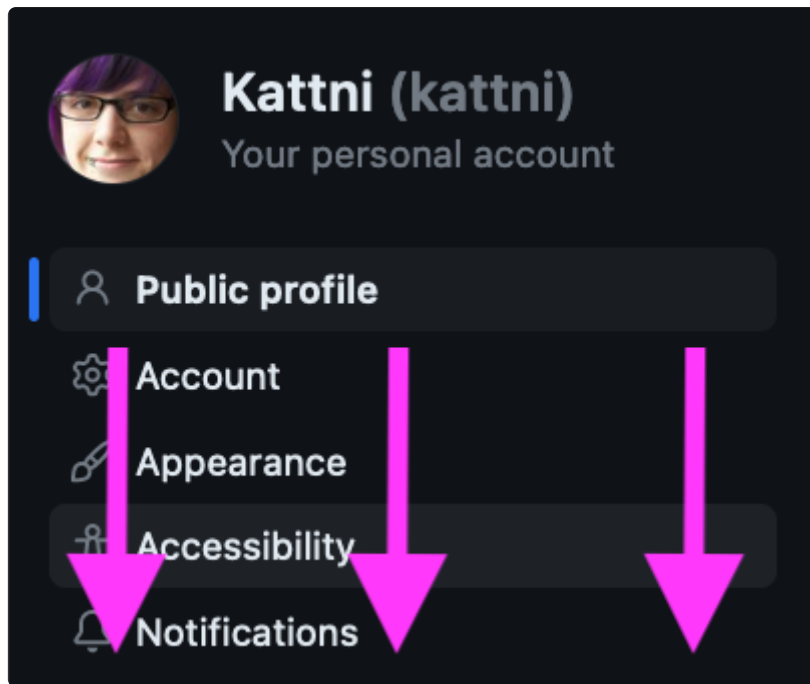 Kattni (kattni)
Your personal account
Public profile
Account
Appearance
Accessibility
Notifications